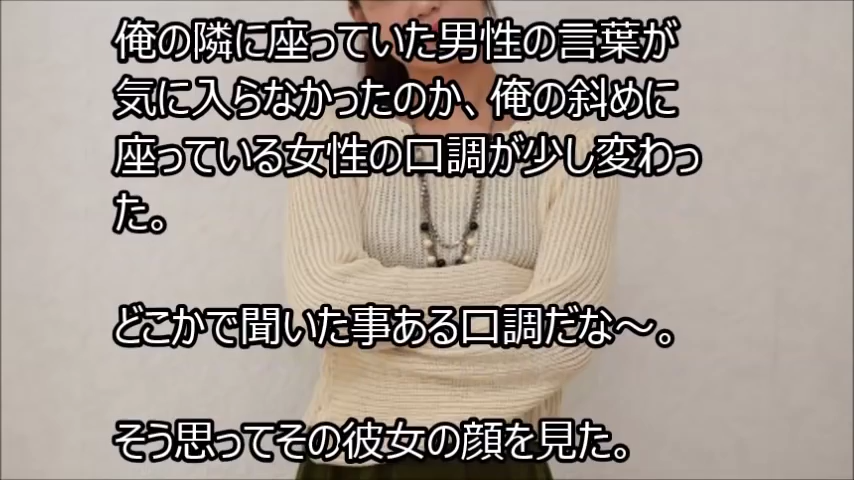 俺の隣に座っていた男性の言葉が
気に入らなかったのか、俺の斜めに
座っている女性の口調が少し変わっ
た。
どこかで聞いた事ある口調だな～。
そう思ってその彼女の顔を見た。